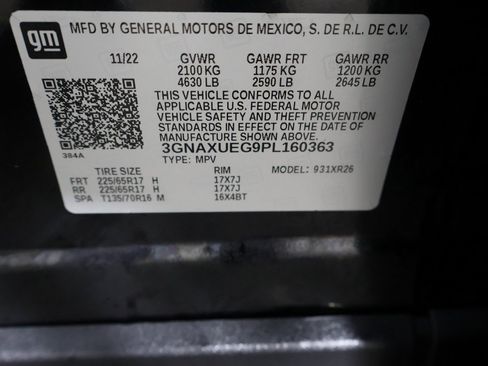 gm
MFD BY GENERAL MOTORS DE MEXICO, S. DE R.L. DE C.V.
11/22 GVWR GAWR FRT GAWR RR
2100 KG 1175 KG 1200 KG
4630 LB 2590 LB 2645 LB
THIS VEHICLE CONFORMS TO ALL
APPLICABLE U.S. FEDERAL MOTOR
VEHICLE SAFETY AND THEFT PREVENTION
STANDARDS IN EFFECT ON THE DATE OF
MANUFACTURE SHOWN ABOVE.
384A
3GNAXUEG9PL160363
TYPE: MPV MODEL: 931XR26
TIRE SIZE RIM
FRT 225/65R17 H 17X7J
RR 225/65R17 H 17X7J
SPA T135/70R16 M 16X4BT